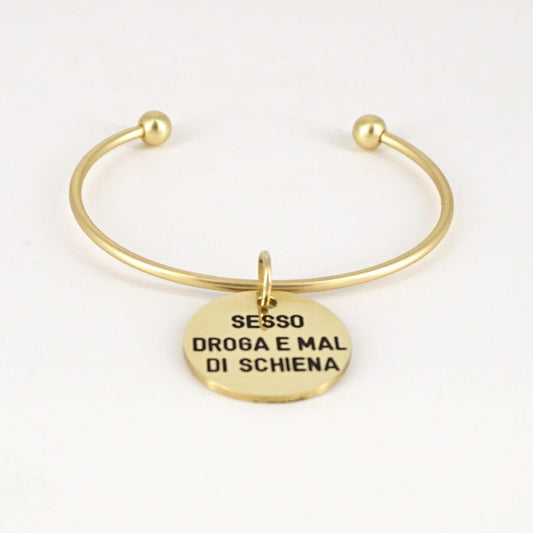 SESSO
DROGA E MAL
DI SCHIENA